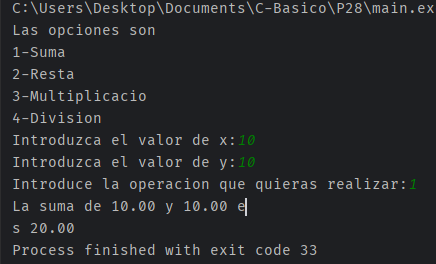 C:\Users\Desktop\Documents\C-Basico\P28\main.ex
Las opciones son
1-Suma
2-Resta
3-Multiplicacio
4-Division
Introduzca el valor de x:10
Introduzca el valor de y:10
Introduce la operacion que quieras realizar:1
La suma de 10.00 y 10.00 e
s 20.00
Process finished with exit code 33